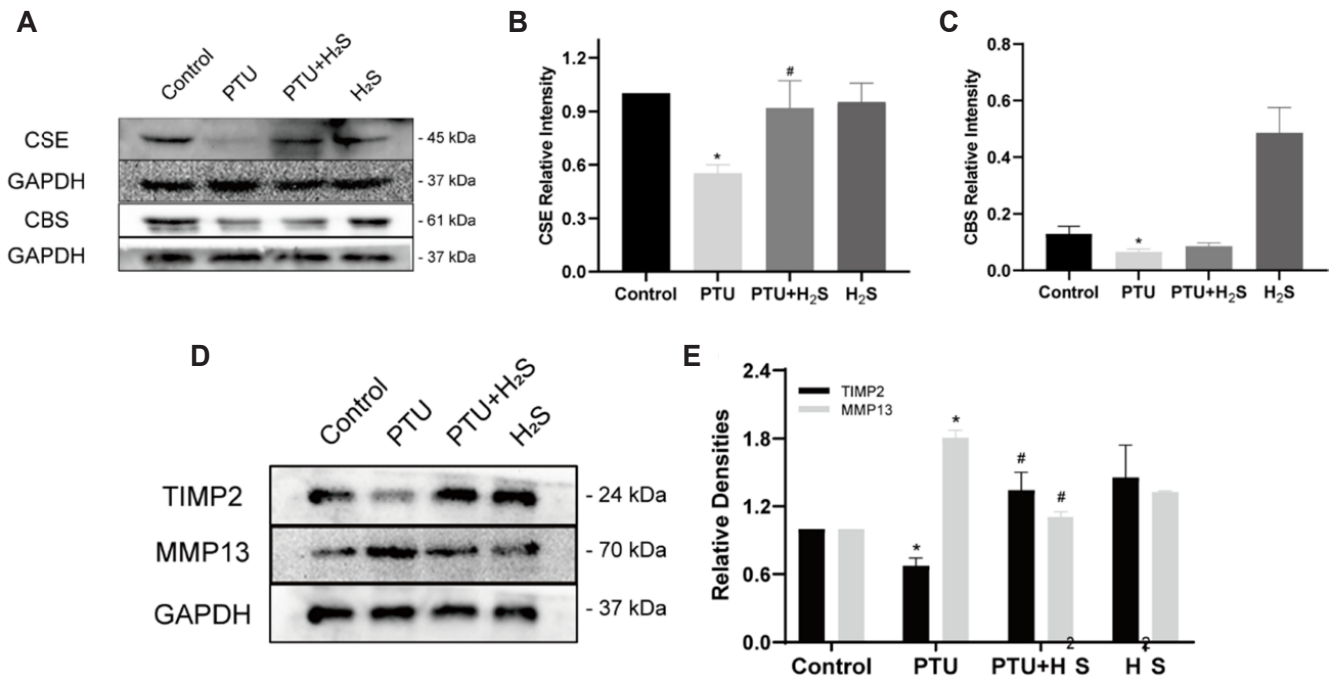 A
Control PTU PTU+H₂S H₂S
CSE - 45 kDa
GAPDH - 37 kDa
CBS - 61 kDa
GAPDH - 37 kDa
B
CSE Relative Intensity
1.2
0.9
0.6
0.3
0.0
*
#
Control PTU PTU+H₂S H₂S
C
CBS Relative Intensity
0.8
0.6
0.4
0.2
0.0
*
Control PTU PTU+H₂S H₂S
D
Control PTU PTU+H₂S H₂S
TIMP2 - 24 kDa
MMP13 - 70 kDa
GAPDH - 37 kDa
E
Relative Densities
2.4
1.8
1.2
0.6
0.0
TIMP2
MMP13
*
*
#
#
Control PTU PTU+H₂S H₂S